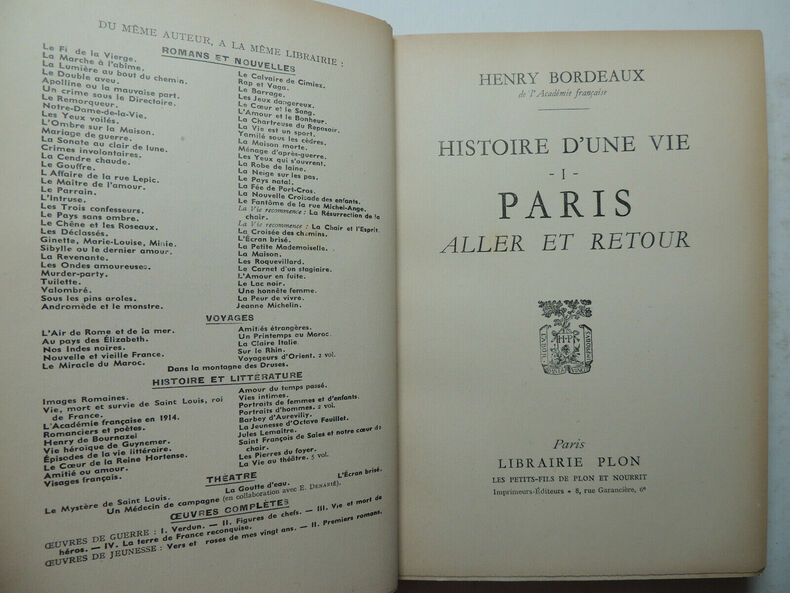 DU MÊME AUTEUR, A LA MÊME LIBRAIRIE :
ROMANS ET NOUVELLES
Le Fi de la Vierge.
La Marche à l'abîme.
La Lumière au bout du chemin.
Le Double aveu.
Apolline ou la mauvaise part.
Un crime sous le Directoire.
Le Remorqueur.
Notre-Dame-de-la-Vie.
Les Yeux voilés.
L'Ombre sur la Maison.
Mariage de guerre.
La Sonate au clair de lune.
Crimes involontaires.
La Cendre chaude.
Le Gouffre.
L'Affaire de la rue Lepic.
Le Maître de l'amour.
Le Parrain.
L'Intruse.
Les Trois confesseurs.
Le Pays sans ombre.
Le Chêne et les Roseaux.
Les Déclassés.
Ginette, Marie-Louise, Mimie.
Sibylle ou le dernier amour.
La Revenante.
Les Ondes amoureuses.
Murder-party.
Tuilette.
Valombré.
Sous les pins aroles.
Andromède et le monstre.
Le Calvaire de Cimiez.
Rap et Vaga.
Le Barrage.
Les Jeux dangereux.
Le Cœur et le Sang.
L'Amour et le Bonheur.
La Chartreuse du Reposoir.
La Vie est un sport.
Yamilé sous les cèdres.
La Maison morte.
Ménage d'après-guerre.
Les Yeux qui s'ouvrent.
La Robe de laine.
La Neige sur les pas.
Le Pays natal.
La Fée de Port-Cros.
La Nouvelle Croisade des enfants.
Le Fantôme de la rue Michel-Ange.
La Vie recommence : La Résurrection de la
chair.
La Vie recommence : La Chair et l'Esprit.
La Croisée des chemins.
L'Écran brisé.
La Petite Mademoiselle.
La Maison.
Les Roquevillard.
Le Carnet d'un stagiaire.
L'Amour en fuite.
Le Lac noir.
Une honnête femme.
La Peur de vivre.
Jeanne Michelin.
VOYAGES
L'Air de Rome et de la mer.
Au pays des Élizabeth.
Nos Indes noires.
Nouvelle et vieille France.
Le Miracle du Maroc.
Amitiés étrangères.
Un Printemps au Maroc.
La Claire Italie.
Sur le Rhin.
Voyageurs d'Orient. 2 vol.
Dans la montagne des Druses.
HISTOIRE ET LITTÉRATURE
Images Romaines.
Vie, mort et survie de Saint Louis, roi
de France.
L'Académie française en 1914.
Romanciers et poètes.
Henry de Bournazel
Vie héroïque de Guynemer.
Épisodes de la vie littéraire.
Le Cœur de la Reine Hortense.
Amitié ou amour.
Visages français.
Amour du temps passé.
Vies intimes.
Portraits de femmes et d'enfants.
Portraits d'hommes. 2 vol.
Barbey d'Aurevilly.
La Jeunesse d'Octave Feuillet.
Jules Lemaître.
Saint François de Sales et notre cœur de
chair.
Les Pierres du foyer.
La Vie au théâtre. 5 vol.
THÉATRE
La Goutte d'eau.
L'Écran brisé.
Le Mystère de Saint Louis.
Un Médecin de campagne (en collaboration avec E. DENARIÉ).
ŒUVRES COMPLÈTES
ŒUVRES DE GUERRE : I. Verdun. — II. Figures de chefs. — III. Vie et mort de
héros. — IV. La terre de France reconquise.
ŒUVRES DE JEUNESSE : Vers et roses de mes vingt ans. — II. Premiers romans.
HENRY BORDEAUX
de l'Académie française
HISTOIRE D'UNE VIE
- I -
PARIS
ALLER ET RETOUR
LABOR
H·P
Paris
LIBRAIRIE PLON
LES PETITS-FILS DE PLON ET NOURRIT
Imprimeurs-Éditeurs • 8, rue Garancière, 6e